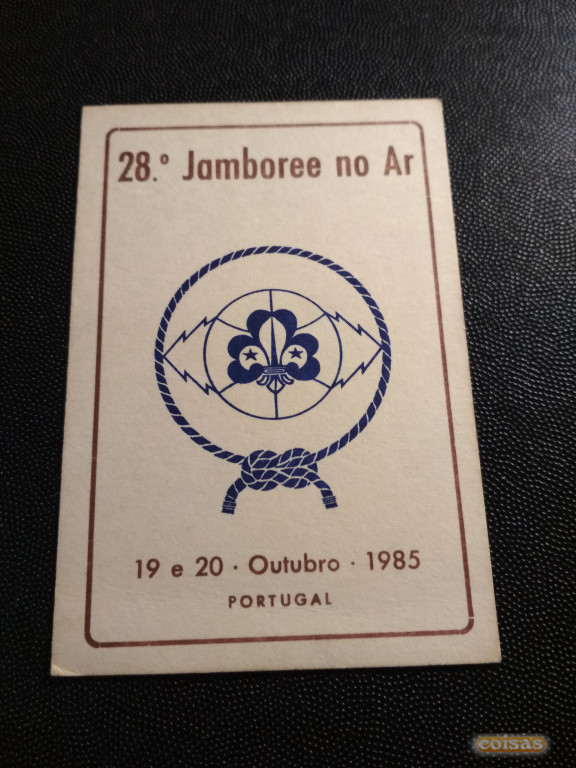 28.º Jamboree no Ar
19 e 20 · Outubro · 1985
PORTUGAL
coisas